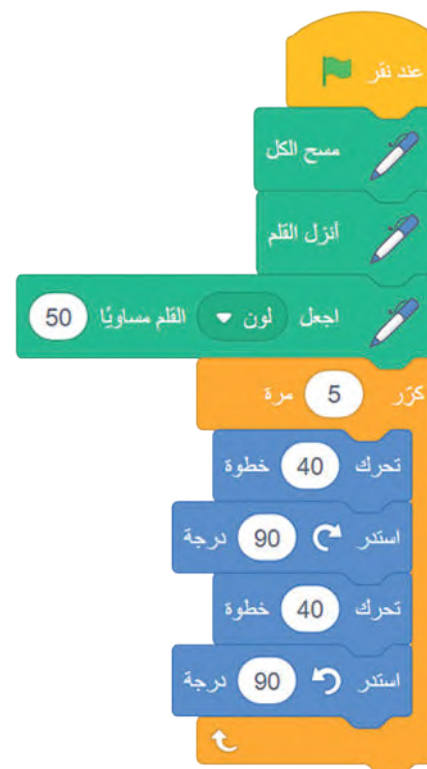 عند نقر
مسح الكل
أنزل القلم
اجعل لون القلم مساويًا 50
كرّر 5 مرة
تحرك 40 خطوة
استدر 90 درجة
تحرك 40 خطوة
استدر 90 درجة